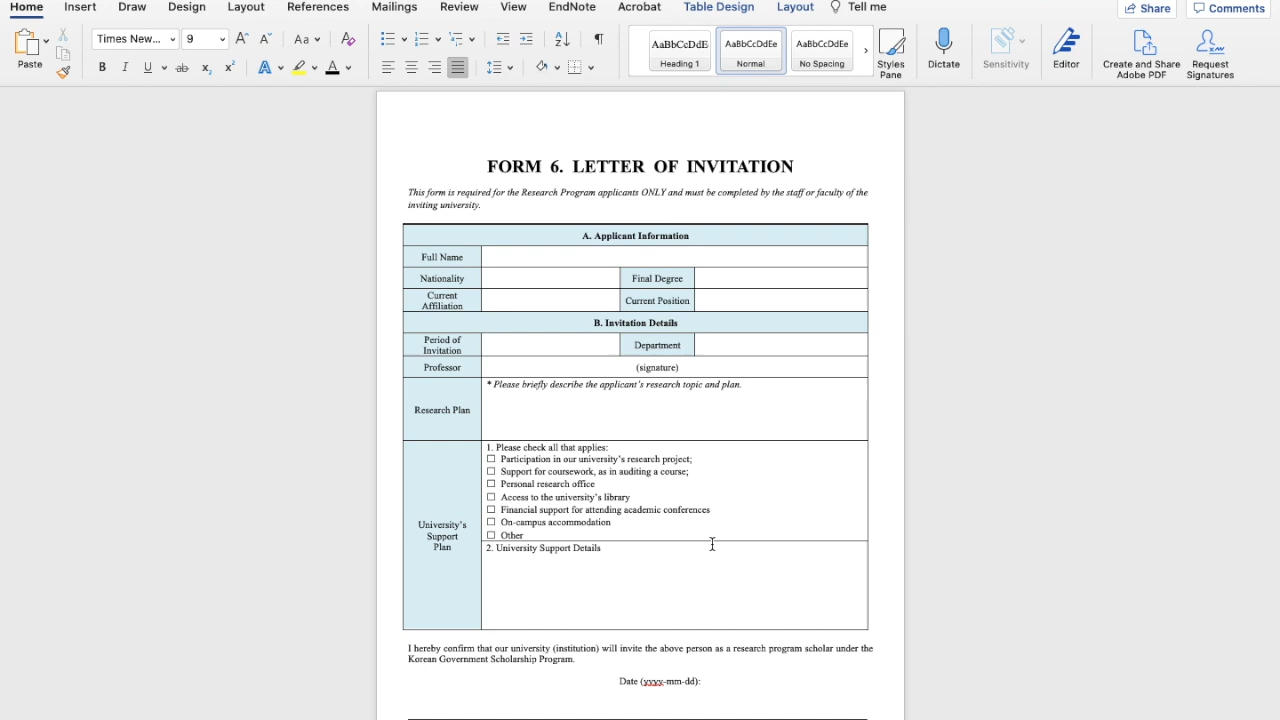 Home Insert Draw Design Layout References Mailings Review View EndNote Acrobat Table Design Layout Tell me Share Comments
Paste Times New... 9 Aa A A
B I U ab x₂ x² A A
AaBbCcDdE AaBbCcDdEe AaBbCcDdEe
Heading 1 Normal No Spacing
Styles Pane
Dictate
Sensitivity
Editor
Create and Share Adobe PDF
Request Signatures
FORM 6. LETTER OF INVITATION
This form is required for the Research Program applicants ONLY and must be completed by the staff or faculty of the
inviting university.
A. Applicant Information
Full Name
Nationality Final Degree
Current Affiliation Current Position
B. Invitation Details
Period of Invitation Department
Professor (signature)
Research Plan
* Please briefly describe the applicant's research topic and plan.
University's Support Plan
1. Please check all that applies:
☐ Participation in our university's research project;
☐ Support for coursework, as in auditing a course;
☐ Personal research office
☐ Access to the university's library
☐ Financial support for attending academic conferences
☐ On-campus accommodation
☐ Other
2. University Support Details
I hereby confirm that our university (institution) will invite the above person as a research program scholar under the
Korean Government Scholarship Program.
Date (yyyy-mm-dd):